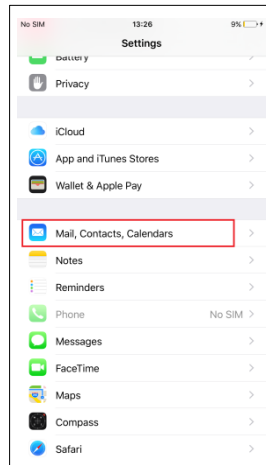 No SIM 13:26 9%
Settings
Battery
Privacy
iCloud
App and iTunes Stores
Wallet & Apple Pay
Mail, Contacts, Calendars
Notes
Reminders
Phone No SIM
Messages
FaceTime
Maps
Compass
Safari